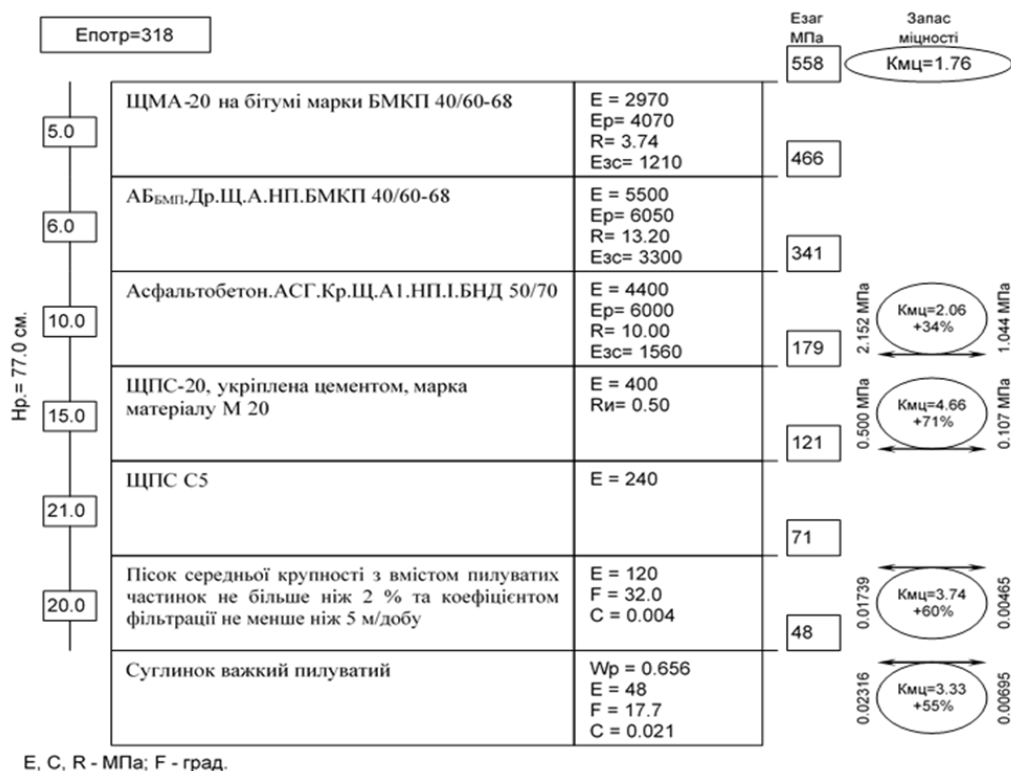 Епотр=318
Езаг
МПа
Запас
міцності
558
Кмц=1.76
5.0
ЩМА-20 на бітумі марки БМКП 40/60-68
E = 2970
Ep= 4070
R= 3.74
Eзс= 1210
466
6.0
АББМП.Др.Щ.А.НП.БМКП 40/60-68
E = 5500
Ep= 6050
R= 13.20
Eзс= 3300
341
10.0
Асфальтобетон.АСГ.Кр.Щ.А1.НП.І.БНД 50/70
E = 4400
Ep= 6000
R= 10.00
Eзс= 1560
179
2.152 МПа
Кмц=2.06
+34%
1.044 МПа
Нр.= 77.0 см.
15.0
ЩПС-20, укріплена цементом, марка
матеріалу М 20
E = 400
Rи= 0.50
121
0.500 МПа
Кмц=4.66
+71%
0.107 МПа
21.0
ЩПС С5
E = 240
71
20.0
Пісок середньої крупності з вмістом пилуватих
частинок не більше ніж 2 % та коефіцієнтом
фільтрації не менше ніж 5 м/добу
E = 120
F = 32.0
C = 0.004
48
0.01739
Кмц=3.74
+60%
0.00465
Суглинок важкий пилуватий
Wp = 0.656
E = 48
F = 17.7
C = 0.021
0.02316
Кмц=3.33
+55%
0.00695
E, C, R - МПа; F - град.